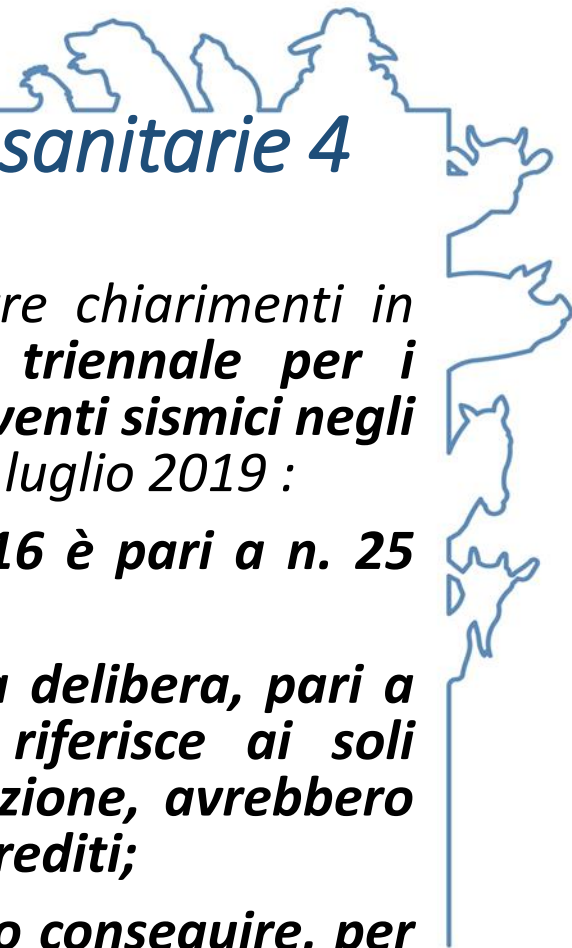 sanitarie 4
re chiarimenti in
triennale per i
venti sismici negli
luglio 2019 :
16 è pari a n. 25
delibera, pari a
riferisce ai soli
zione, avrebbero
rediti;
o conseguire, per